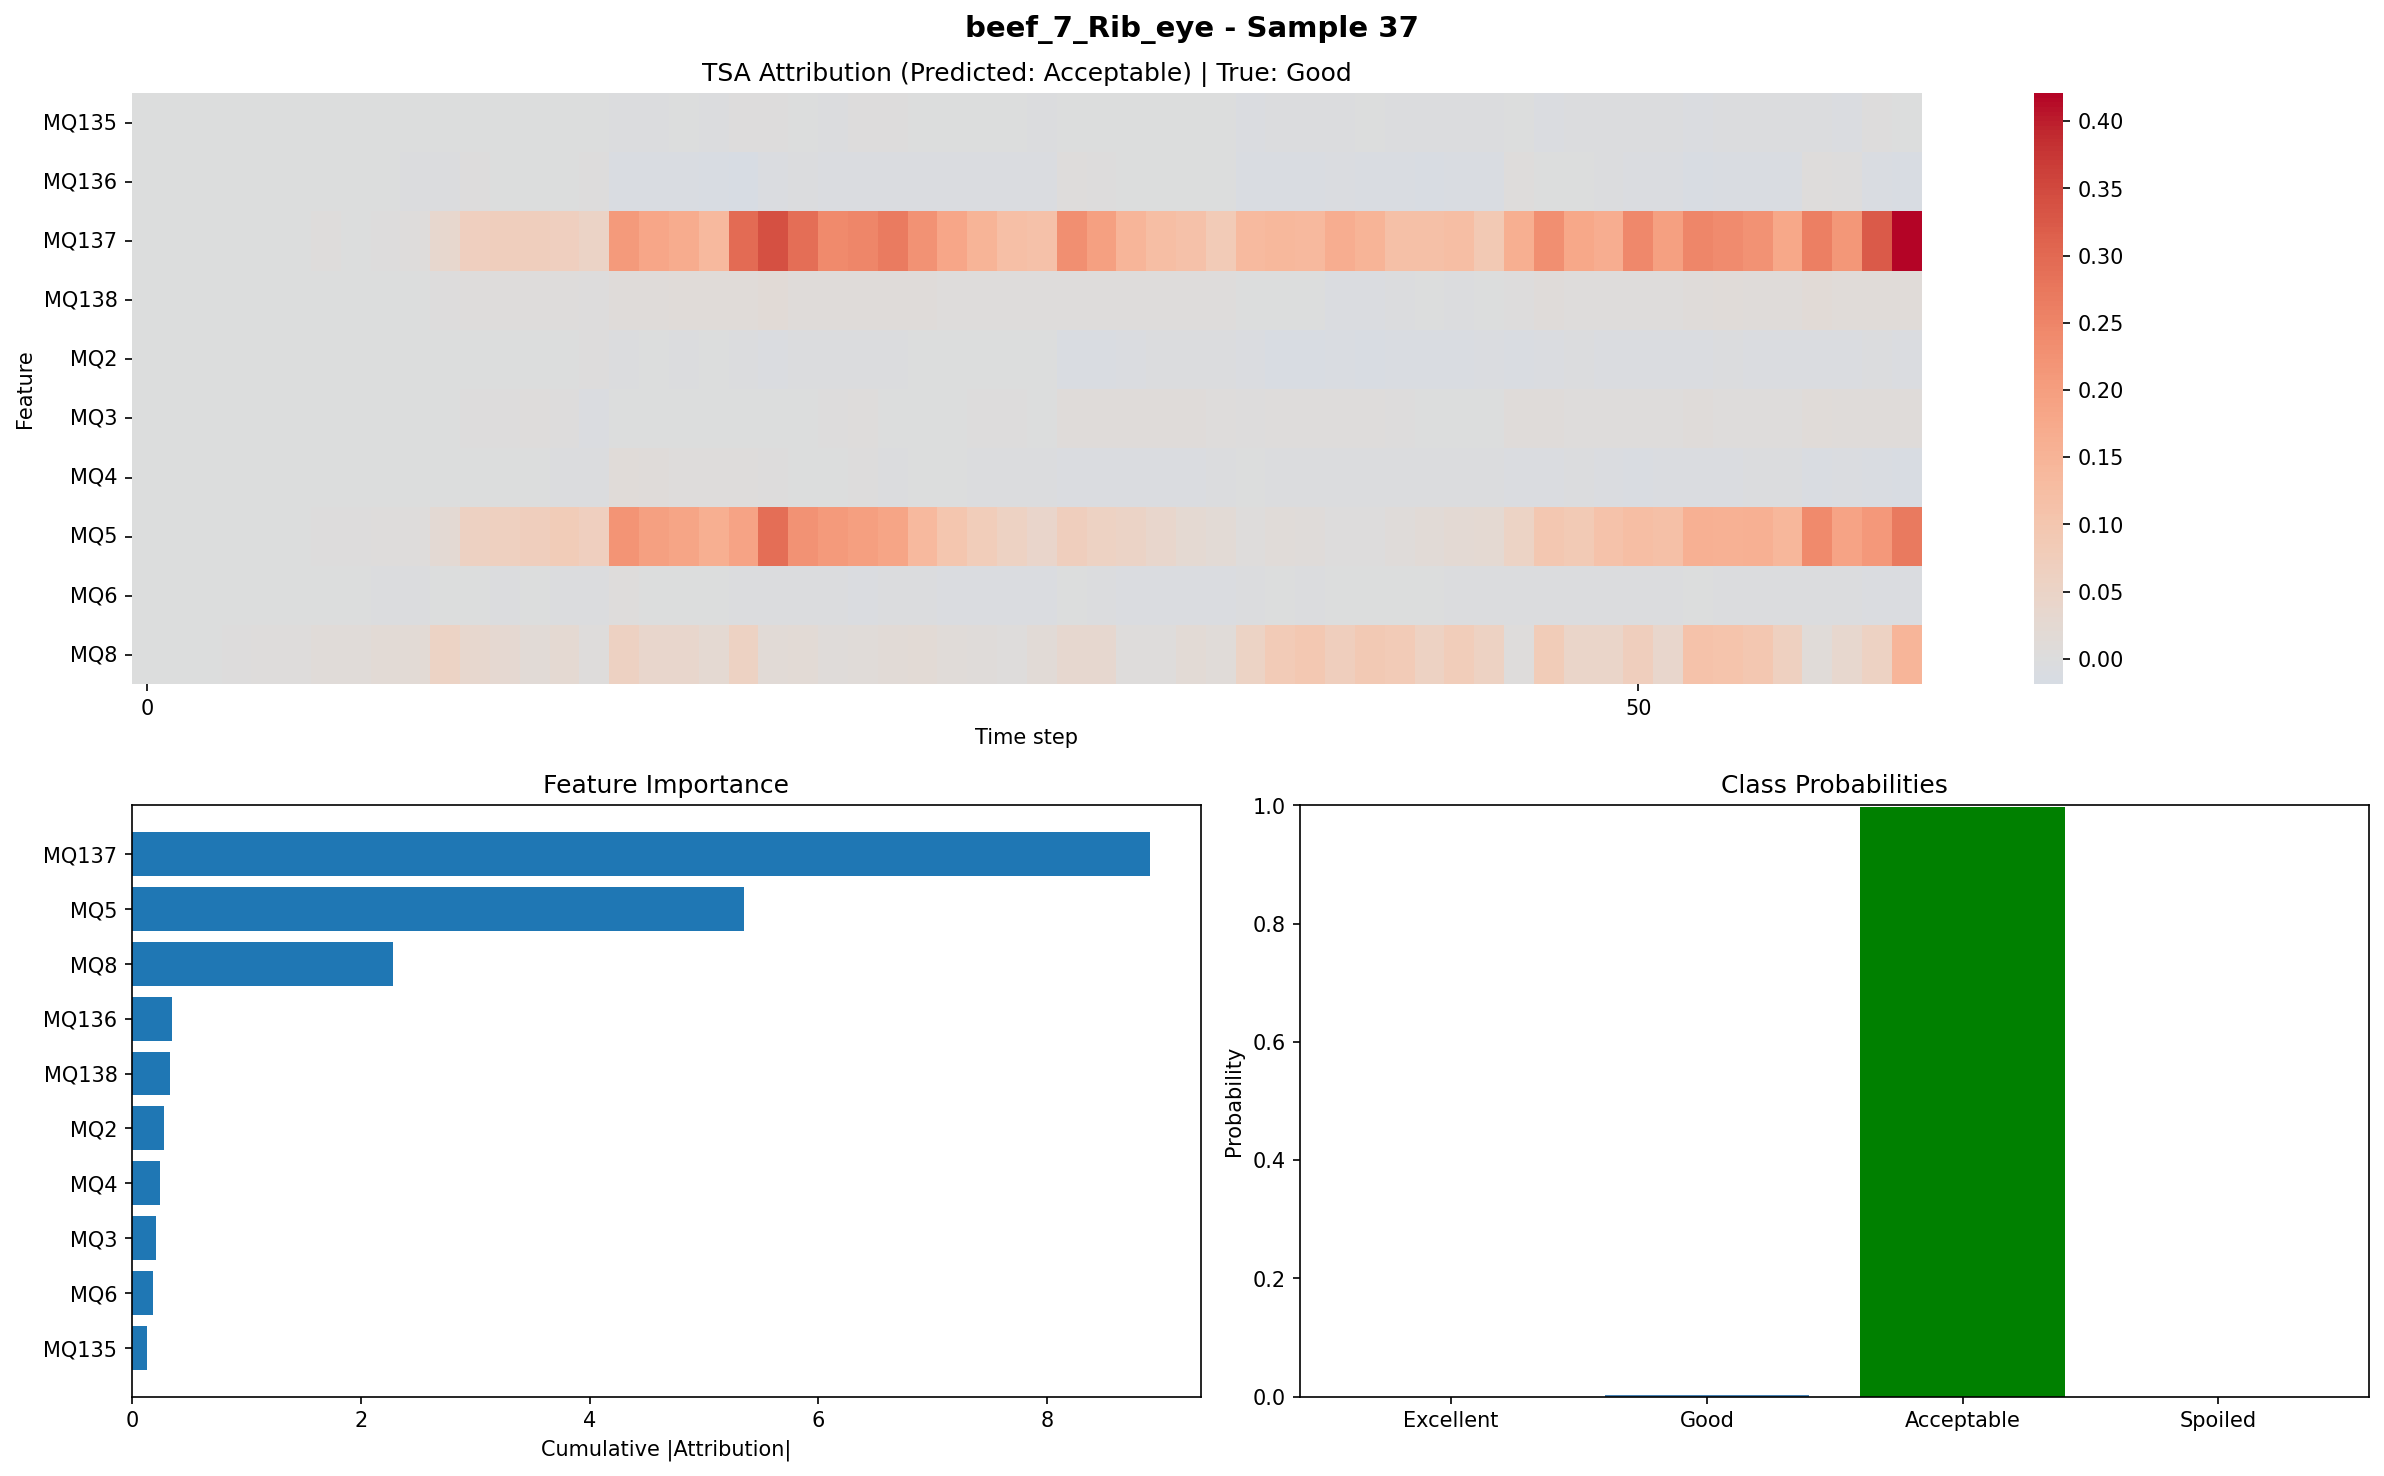 beef_7_Rib_eye - Sample 37
TSA Attribution (Predicted: Acceptable) | True: Good
Feature
MQ135
MQ136
MQ137
MQ138
MQ2
MQ3
MQ4
MQ5
MQ6
MQ8
0
50
Time step
0.40
0.35
0.30
0.25
0.20
0.15
0.10
0.05
0.00
Feature Importance
MQ137
MQ5
MQ8
MQ136
MQ138
MQ2
MQ4
MQ3
MQ6
MQ135
0
2
4
6
8
Cumulative |Attribution|
Class Probabilities
Probability
1.0
0.8
0.6
0.4
0.2
0.0
Excellent
Good
Acceptable
Spoiled